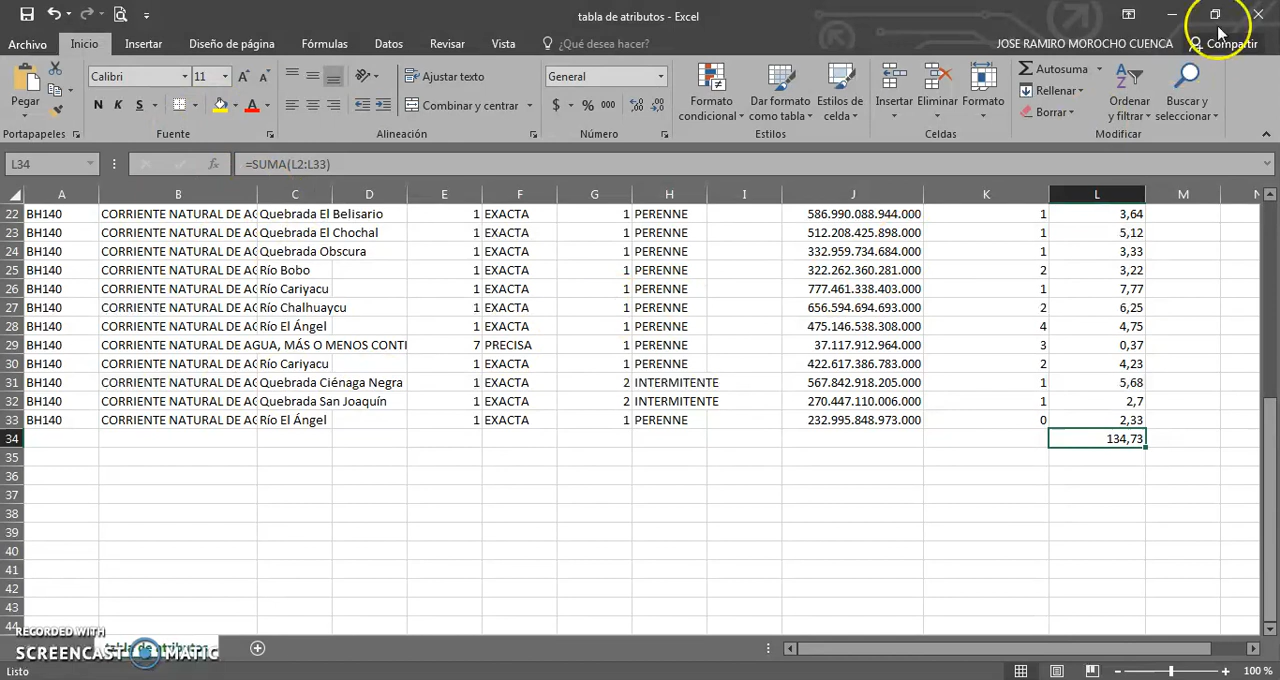 tabla de atributos - Excel
Archivo Inicio Insertar Diseño de página Fórmulas Datos Revisar Vista ¿Qué desea hacer? JOSE RAMIRO MOROCHO CUENCA Compartir
Pegar
Portapapeles
Calibri 11
N K S
Fuente
Ajustar texto
Combinar y centrar
Alineación
General
$ % 000
Número
Formato condicional
Dar formato como tabla
Estilos de celda
Estilos
Insertar Eliminar Formato
Celdas
Autosuma
Rellenar
Borrar
Ordenar y filtrar
Buscar y seleccionar
Modificar
L34 fx =SUMA(L2:L33)
A B C D E F G H I J K L M N
22 BH140 CORRIENTE NATURAL DE AG Quebrada El Belisario 1 EXACTA 1 PERENNE 586.990.088.944.000 1 3,64
23 BH140 CORRIENTE NATURAL DE AG Quebrada El Chochal 1 EXACTA 1 PERENNE 512.208.425.898.000 1 5,12
24 BH140 CORRIENTE NATURAL DE AG Quebrada Obscura 1 EXACTA 1 PERENNE 332.959.734.684.000 1 3,33
25 BH140 CORRIENTE NATURAL DE AG Río Bobo 1 EXACTA 1 PERENNE 322.262.360.281.000 2 3,22
26 BH140 CORRIENTE NATURAL DE AG Río Cariyacu 1 EXACTA 1 PERENNE 777.461.338.403.000 1 7,77
27 BH140 CORRIENTE NATURAL DE AG Río Chalhuaycu 1 EXACTA 1 PERENNE 656.594.694.693.000 2 6,25
28 BH140 CORRIENTE NATURAL DE AG Río El Ángel 1 EXACTA 1 PERENNE 475.146.538.308.000 4 4,75
29 BH140 CORRIENTE NATURAL DE AGUA, MÁS O MENOS CONTI 7 PRECISA 1 PERENNE 37.117.912.964.000 3 0,37
30 BH140 CORRIENTE NATURAL DE AG Río Cariyacu 1 EXACTA 1 PERENNE 422.617.386.783.000 2 4,23
31 BH140 CORRIENTE NATURAL DE AG Quebrada Ciénaga Negra 1 EXACTA 2 INTERMITENTE 567.842.918.205.000 1 5,68
32 BH140 CORRIENTE NATURAL DE AG Quebrada San Joaquín 1 EXACTA 2 INTERMITENTE 270.447.110.006.000 1 2,7
33 BH140 CORRIENTE NATURAL DE AG Río El Ángel 1 EXACTA 1 PERENNE 232.995.848.973.000 0 2,33
34 134,73
35
36
37
38
39
40
41
42
43
44
RECORDED WITH
SCREENCAST MATIC
tabla de atributos
Listo 100 %